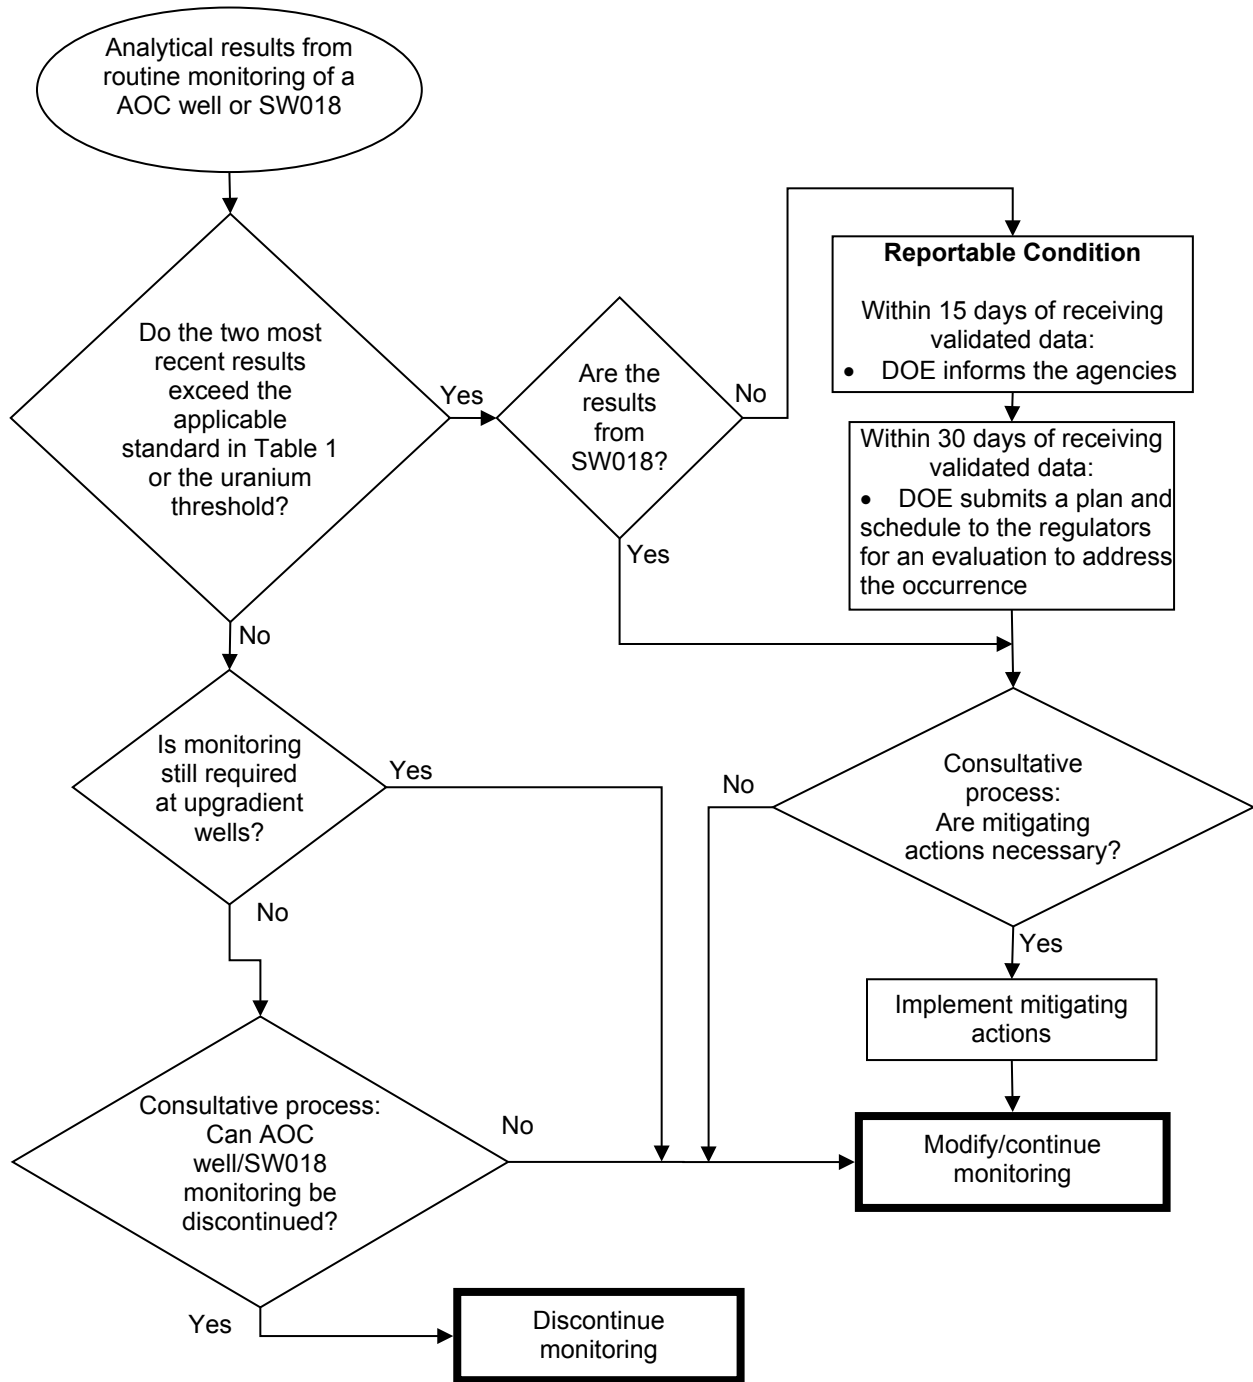 Analytical results from
routine monitoring of a
AOC well or SW018
Do the two most
recent results
exceed the
applicable
standard in Table 1
or the uranium
threshold?
Yes
No
Are the
results
from
SW018?
No
Yes
Reportable Condition
Within 15 days of receiving
validated data:
• DOE informs the agencies
Within 30 days of receiving
validated data:
• DOE submits a plan and
schedule to the regulators
for an evaluation to address
the occurrence
Is monitoring
still required
at upgradient
wells?
Yes
No
Consultative
process:
Are mitigating
actions necessary?
No
Yes
Implement mitigating
actions
Consultative process:
Can AOC
well/SW018
monitoring be
discontinued?
No
Yes
Modify/continue
monitoring
Discontinue
monitoring